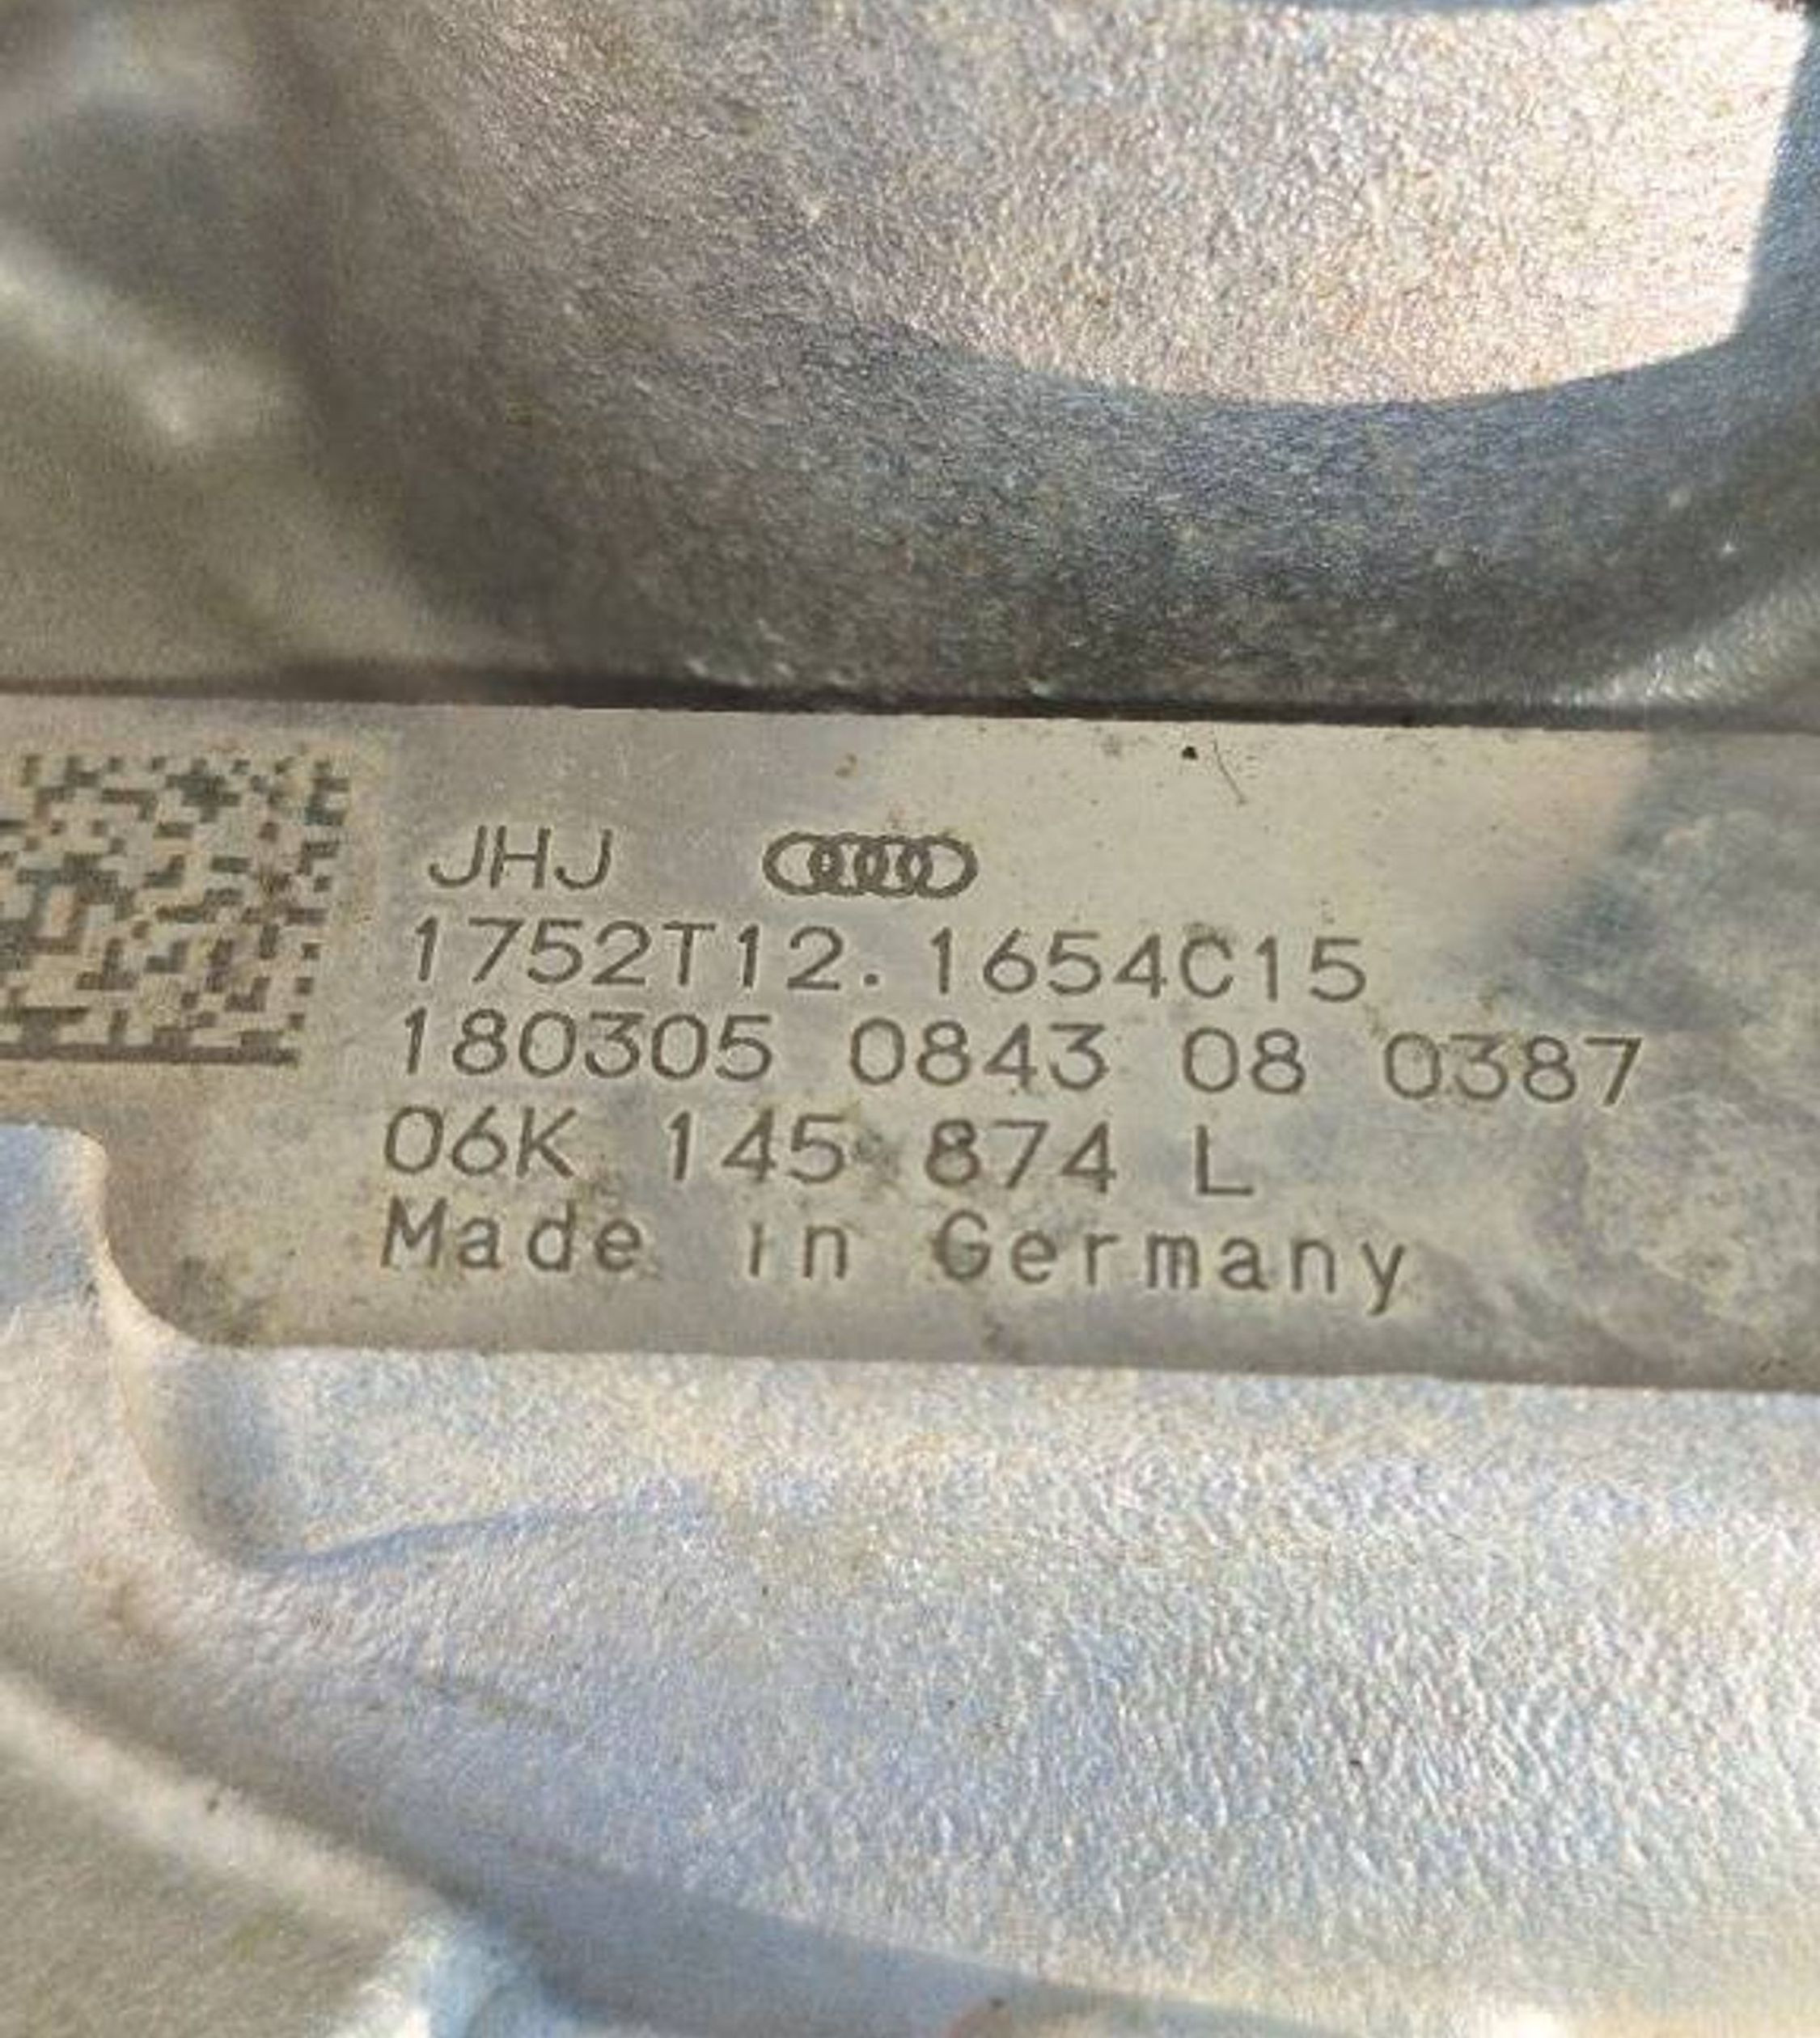 JHJ
1752T12.1654C15
180305 0843 08 0387
06K 145 874 L
Made in Germany